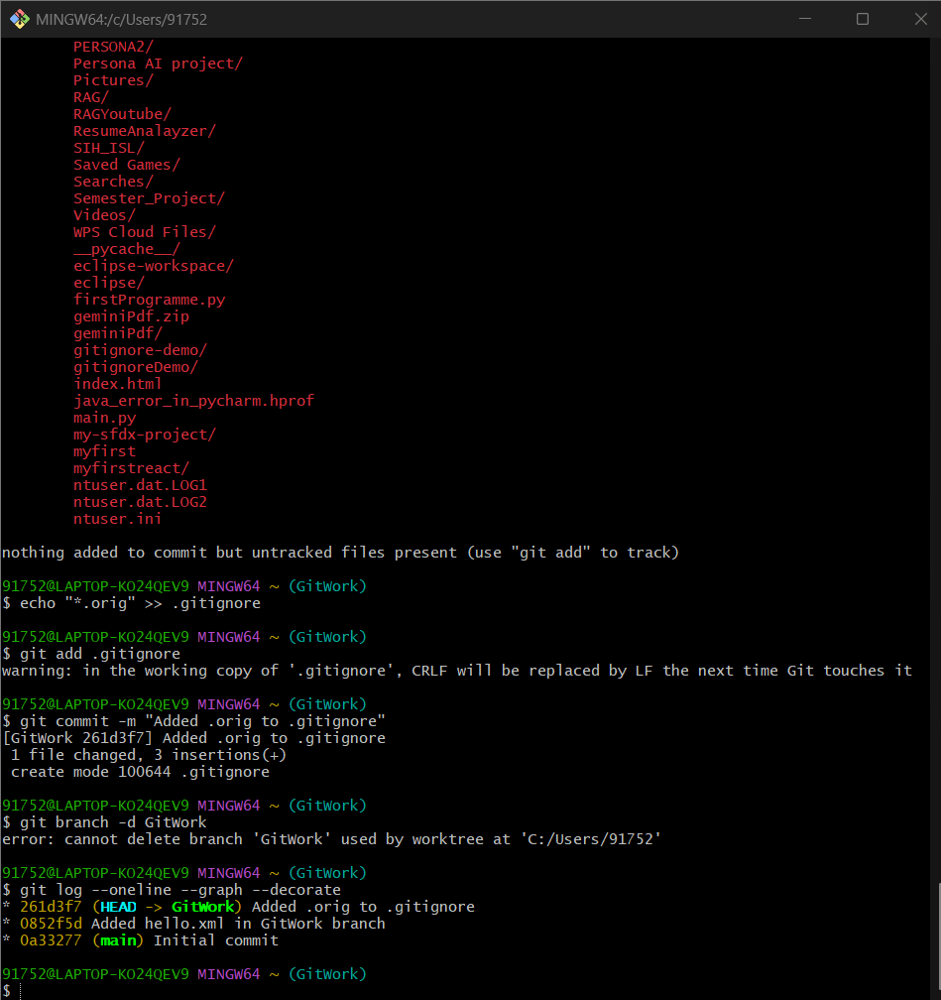 MINGW64:/c/Users/91752
PERSONA2/
Persona AI project/
Pictures/
RAG/
RAGYoutube/
ResumeAnalayzer/
SIH_ISL/
Saved Games/
Searches/
Semester_Project/
Videos/
WPS Cloud Files/
__pycache__/
eclipse-workspace/
eclipse/
firstProgramme.py
geminiPdf.zip
geminiPdf/
gitignore-demo/
gitignoreDemo/
index.html
java_error_in_pycharm.hprof
main.py
my-sfdx-project/
myfirst
myfirstreact/
ntuser.dat.LOG1
ntuser.dat.LOG2
ntuser.ini
nothing added to commit but untracked files present (use "git add" to track)
91752@LAPTOP-KO24QEV9 MINGW64 ~ (GitWork)
$ echo "*.orig" >> .gitignore
91752@LAPTOP-KO24QEV9 MINGW64 ~ (GitWork)
$ git add .gitignore
warning: in the working copy of '.gitignore', CRLF will be replaced by LF the next time Git touches it
91752@LAPTOP-KO24QEV9 MINGW64 ~ (GitWork)
$ git commit -m "Added .orig to .gitignore"
[GitWork 261d3f7] Added .orig to .gitignore
1 file changed, 3 insertions(+)
create mode 100644 .gitignore
91752@LAPTOP-KO24QEV9 MINGW64 ~ (GitWork)
$ git branch -d GitWork
error: cannot delete branch 'GitWork' used by worktree at 'C:/Users/91752'
91752@LAPTOP-KO24QEV9 MINGW64 ~ (GitWork)
$ git log --oneline --graph --decorate
* 261d3f7 (HEAD -> GitWork) Added .orig to .gitignore
* 0852f5d Added hello.xml in GitWork branch
* 0a33277 (main) Initial commit
91752@LAPTOP-KO24QEV9 MINGW64 ~ (GitWork)
$